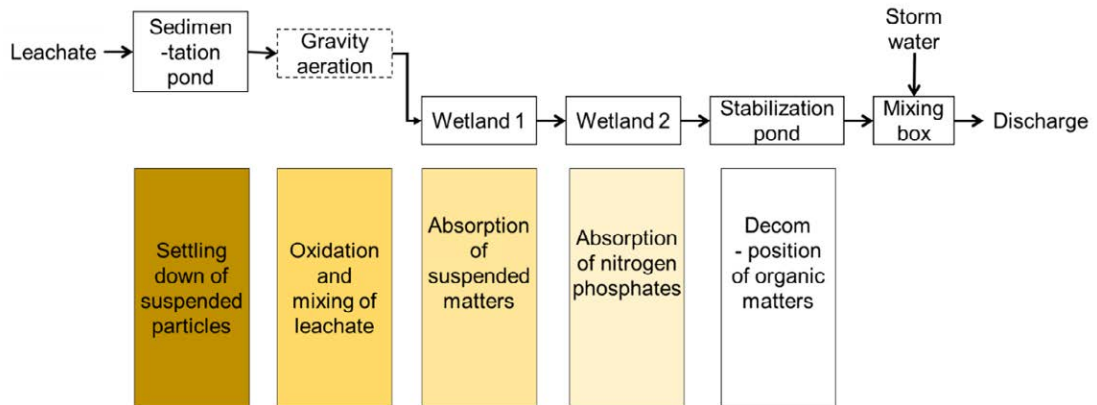 Leachate
Sedimen
-tation
pond
Gravity
aeration
Wetland 1
Wetland 2
Stabilization
pond
Storm
water
Mixing
box
Discharge
Settling
down of
suspended
particles
Oxidation
and
mixing of
leachate
Absorption
of
suspended
matters
Absorption
of nitrogen
phosphates
Decom
- position
of organic
matters